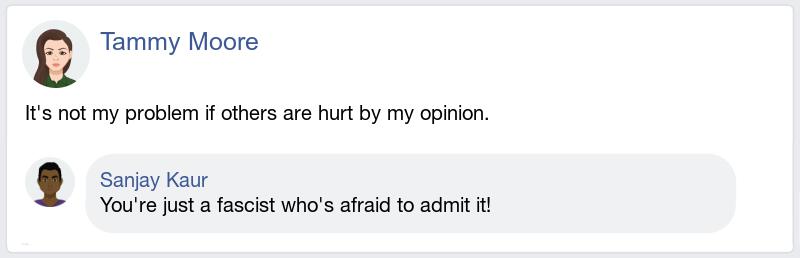 Tammy Moore
It's not my problem if others are hurt by my opinion.
Sanjay Kaur
You're just a fascist who's afraid to admit it!